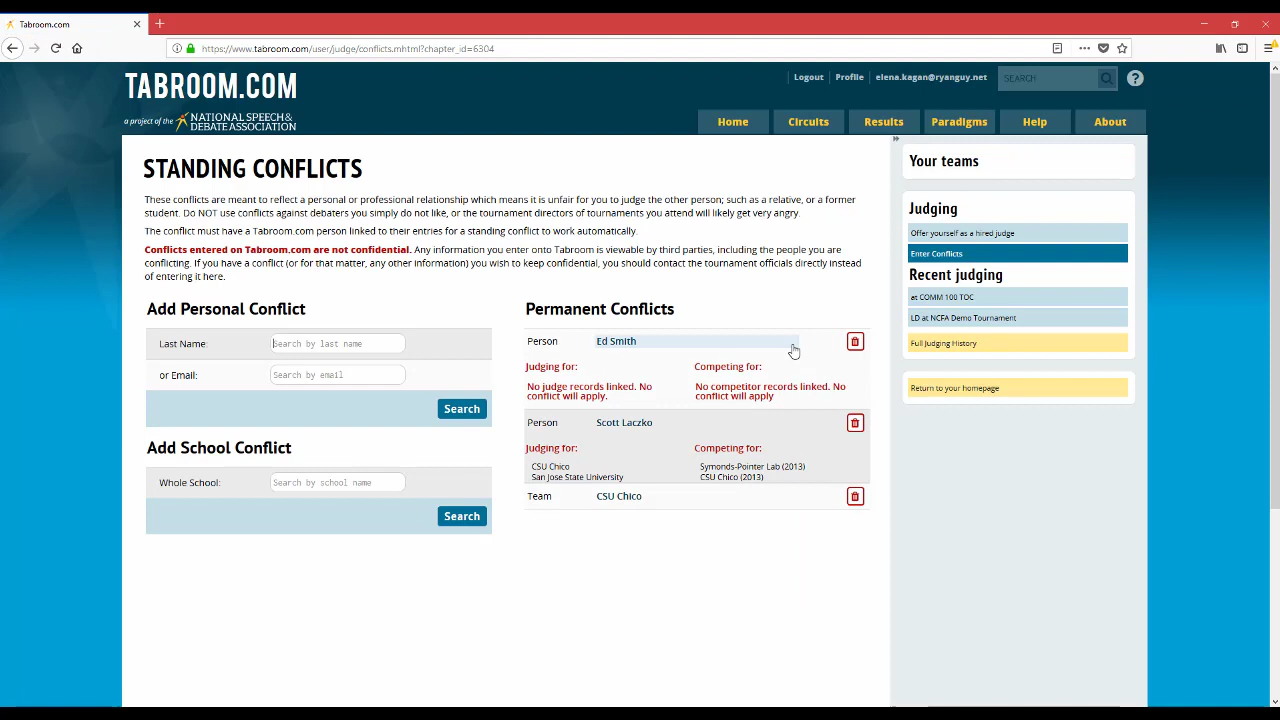 Tabroom.com
https://www.tabroom.com/user/judge/conflicts.mhtml?chapter_id=6304
TABROOM.COM
a project of the NATIONAL SPEECH & DEBATE ASSOCIATION
Logout Profile elena.kagan@ryanguy.net SEARCH
Home Circuits Results Paradigms Help About
STANDING CONFLICTS
These conflicts are meant to reflect a personal or professional relationship which means it is unfair for you to judge the other person; such as a relative, or a former
student. Do NOT use conflicts against debaters you simply do not like, or the tournament directors of tournaments you attend will likely get very angry.
The conflict must have a Tabroom.com person linked to their entries for a standing conflict to work automatically.
Conflicts entered on Tabroom.com are not confidential. Any information you enter onto Tabroom is viewable by third parties, including the people you are
conflicting. If you have a conflict (or for that matter, any other information) you wish to keep confidential, you should contact the tournament officials directly instead
of entering it here.
Add Personal Conflict
Last Name: Search by last name
or Email: Search by email
Search
Add School Conflict
Whole School: Search by school name
Search
Permanent Conflicts
Person Ed Smith
Judging for: Competing for:
No judge records linked. No
conflict will apply.
No competitor records linked. No
conflict will apply
Person Scott Laczko
Judging for: Competing for:
CSU Chico Symonds-Pointer Lab (2013)
San Jose State University CSU Chico (2013)
Team CSU Chico
Your teams
Judging
Offer yourself as a hired judge
Enter Conflicts
Recent judging
at COMM 100 TOC
LD at NCFA Demo Tournament
Full Judging History
Return to your homepage